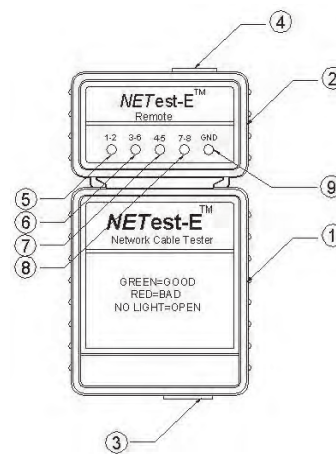 4
NETest-E™
Remote
2
1-2 3-6 4-5 7-8 GND
5
9
6
7
8
NETest-E™
Network Cable Tester
1
GREEN=GOOD
RED=BAD
NO LIGHT=OPEN
3